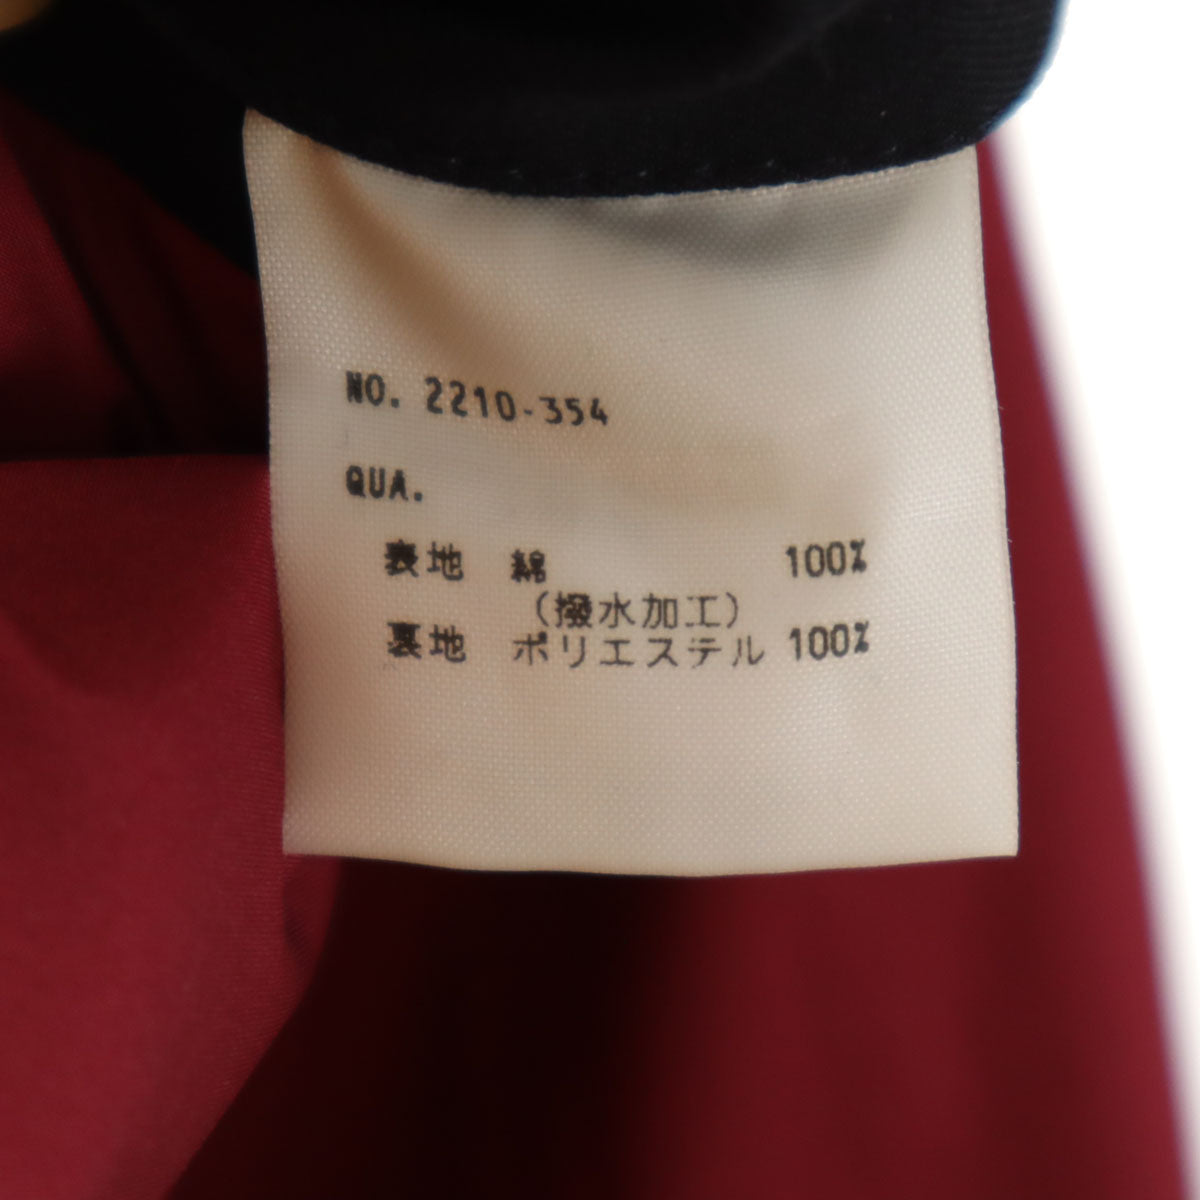 NO. 2210-354
QUA.
表地 綿 100%
(撥水加工)
裏地 ポリエステル 100%